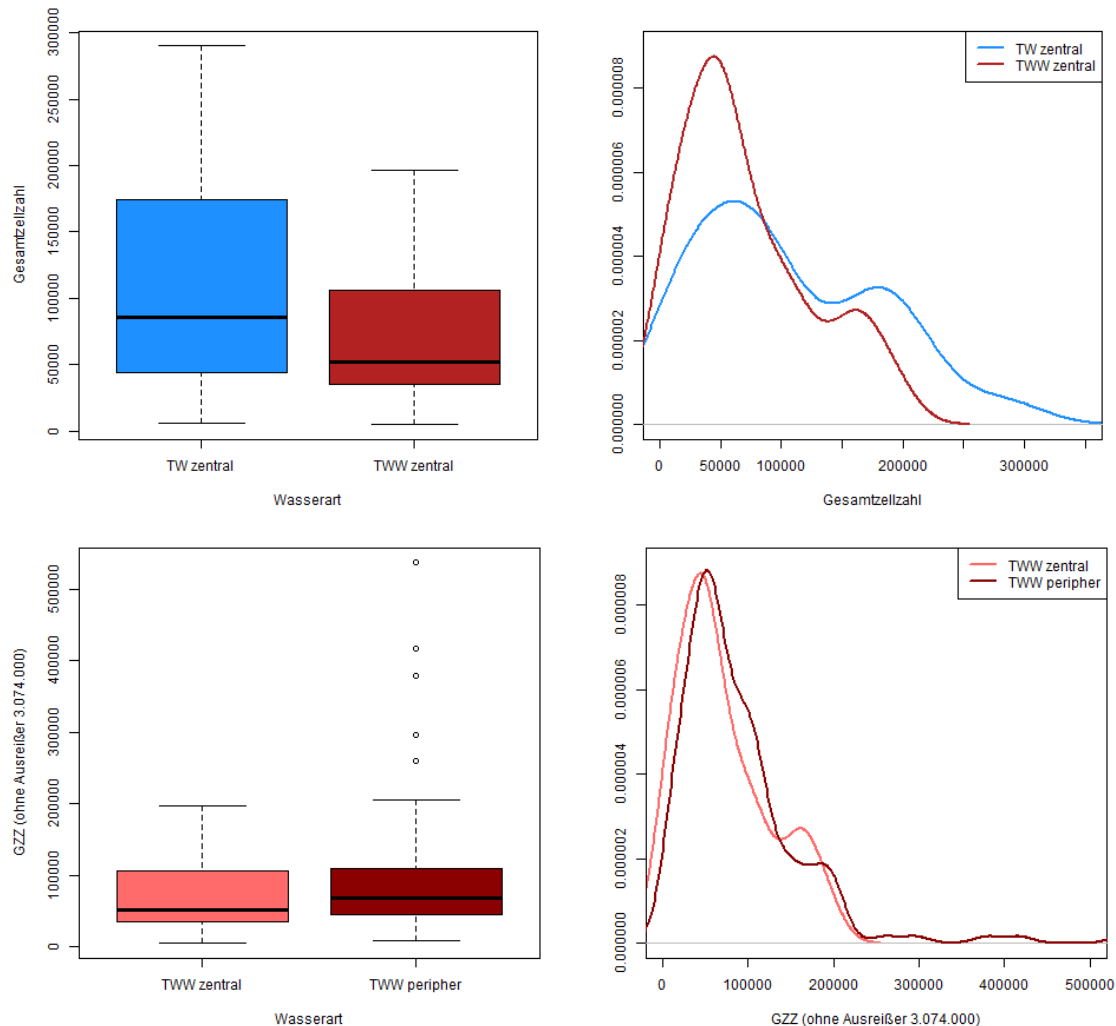 Gesamtzellzahl
300000
250000
200000
150000
100000
50000
0
TW zentral
TWW zentral
Wasserart
TW zentral
TWW zentral
0.000008
0.000006
0.000004
0.000002
0.000000
0
50000
100000
200000
300000
Gesamtzellzahl
GZZ (ohne Ausreißer 3.074.000)
500000
400000
300000
200000
100000
0
TWW zentral
TWW peripher
Wasserart
TWW zentral
TWW peripher
0.000008
0.000006
0.000004
0.000002
0.000000
0
100000
200000
300000
400000
500000
GZZ (ohne Ausreißer 3.074.000)